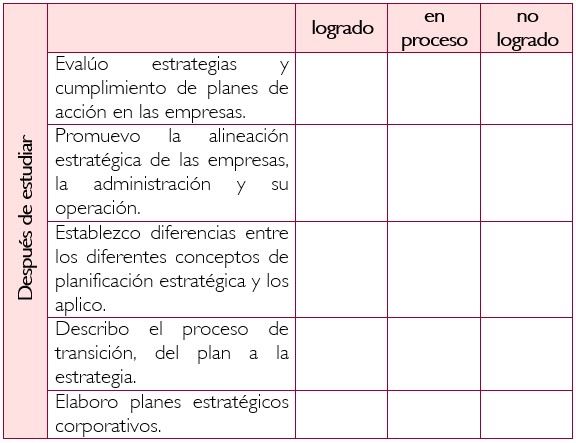 logrado
en
proceso
no
logrado
Después de estudiar
Evalúo estrategias y
cumplimiento de planes de
acción en las empresas.
Promuevo la alineación
estratégica de las empresas,
la administración y su
operación.
Establezco diferencias entre
los diferentes conceptos de
planificación estratégica y los
aplico.
Describo el proceso de
transición, del plan a la
estrategia.
Elaboro planes estratégicos
corporativos.